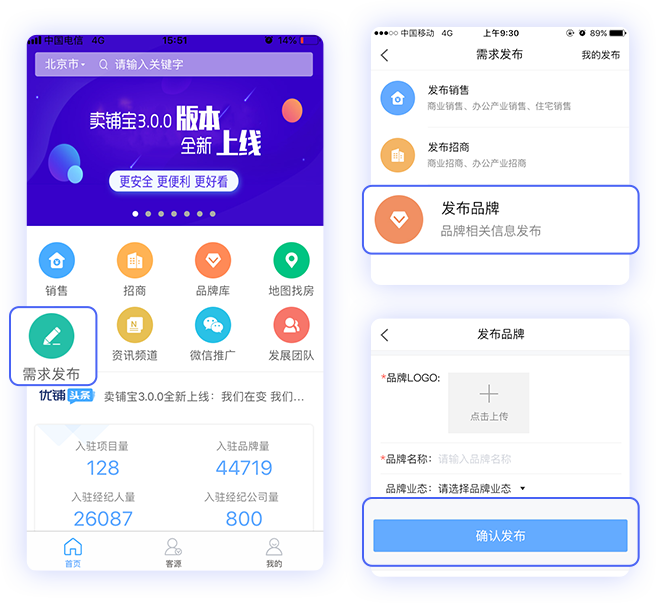 中国电信 4G 15:51 14%
北京市 请输入关键字
卖铺宝3.0.0 版本
全新 上线
更安全 更便利 更好看
销售 招商 品牌库 地图找房
N
需求发布 资讯频道 微信推广 发展团队
优铺 头条 卖铺宝3.0.0全新上线：我们在变 我们...
入驻项目量 入驻品牌量
128 44719
入驻经纪人量 入驻经纪公司量
26087 800
首页 客源 我的
中国移动 4G 上午9:30 89%
需求发布 我的发布
发布销售
商业销售、办公产业销售、住宅销售
发布招商
商业招商、办公产业招商
发布品牌
品牌相关信息发布
发布品牌
*品牌LOGO:
点击上传
*品牌名称: 请输入品牌名称
品牌业态: 请选择品牌业态
确认发布